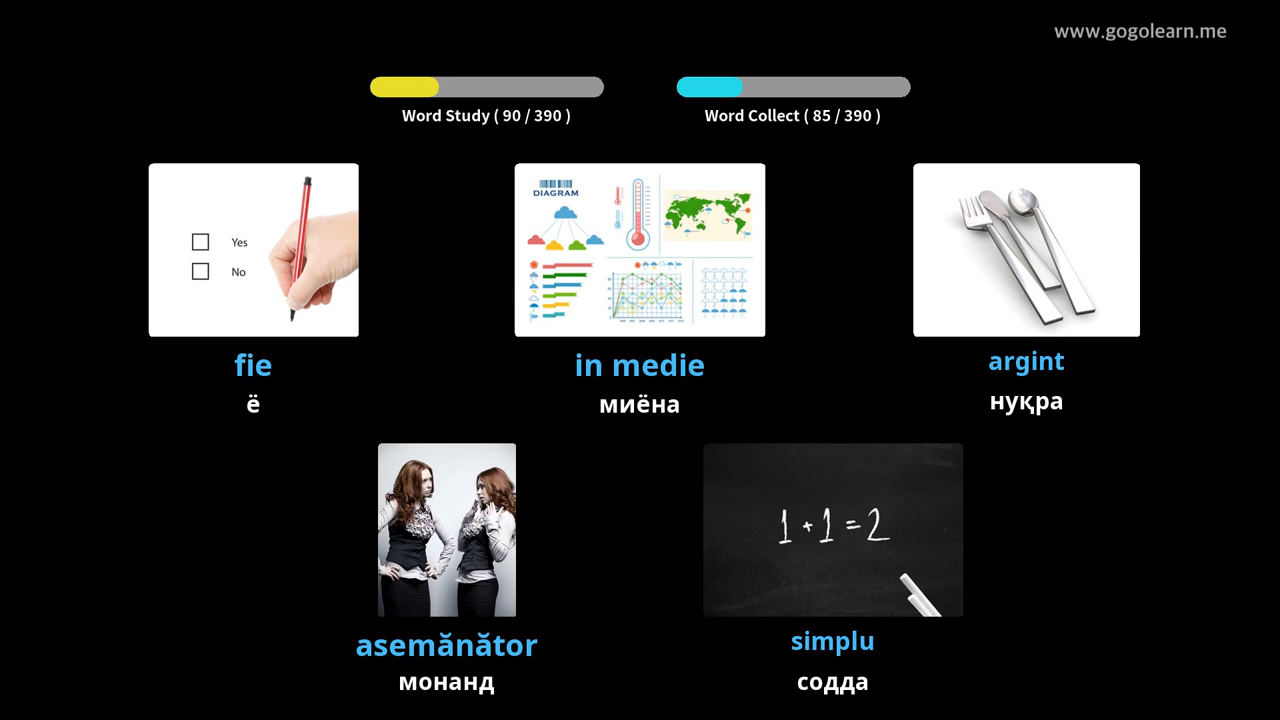 www.gogolearn.me
Word Study ( 90 / 390 )
Word Collect ( 85 / 390 )
Yes
No
DIAGRAM
fie
ё
in medie
миёна
argint
нуқра
1 + 1 = 2
asemănător
монанд
simplu
содда